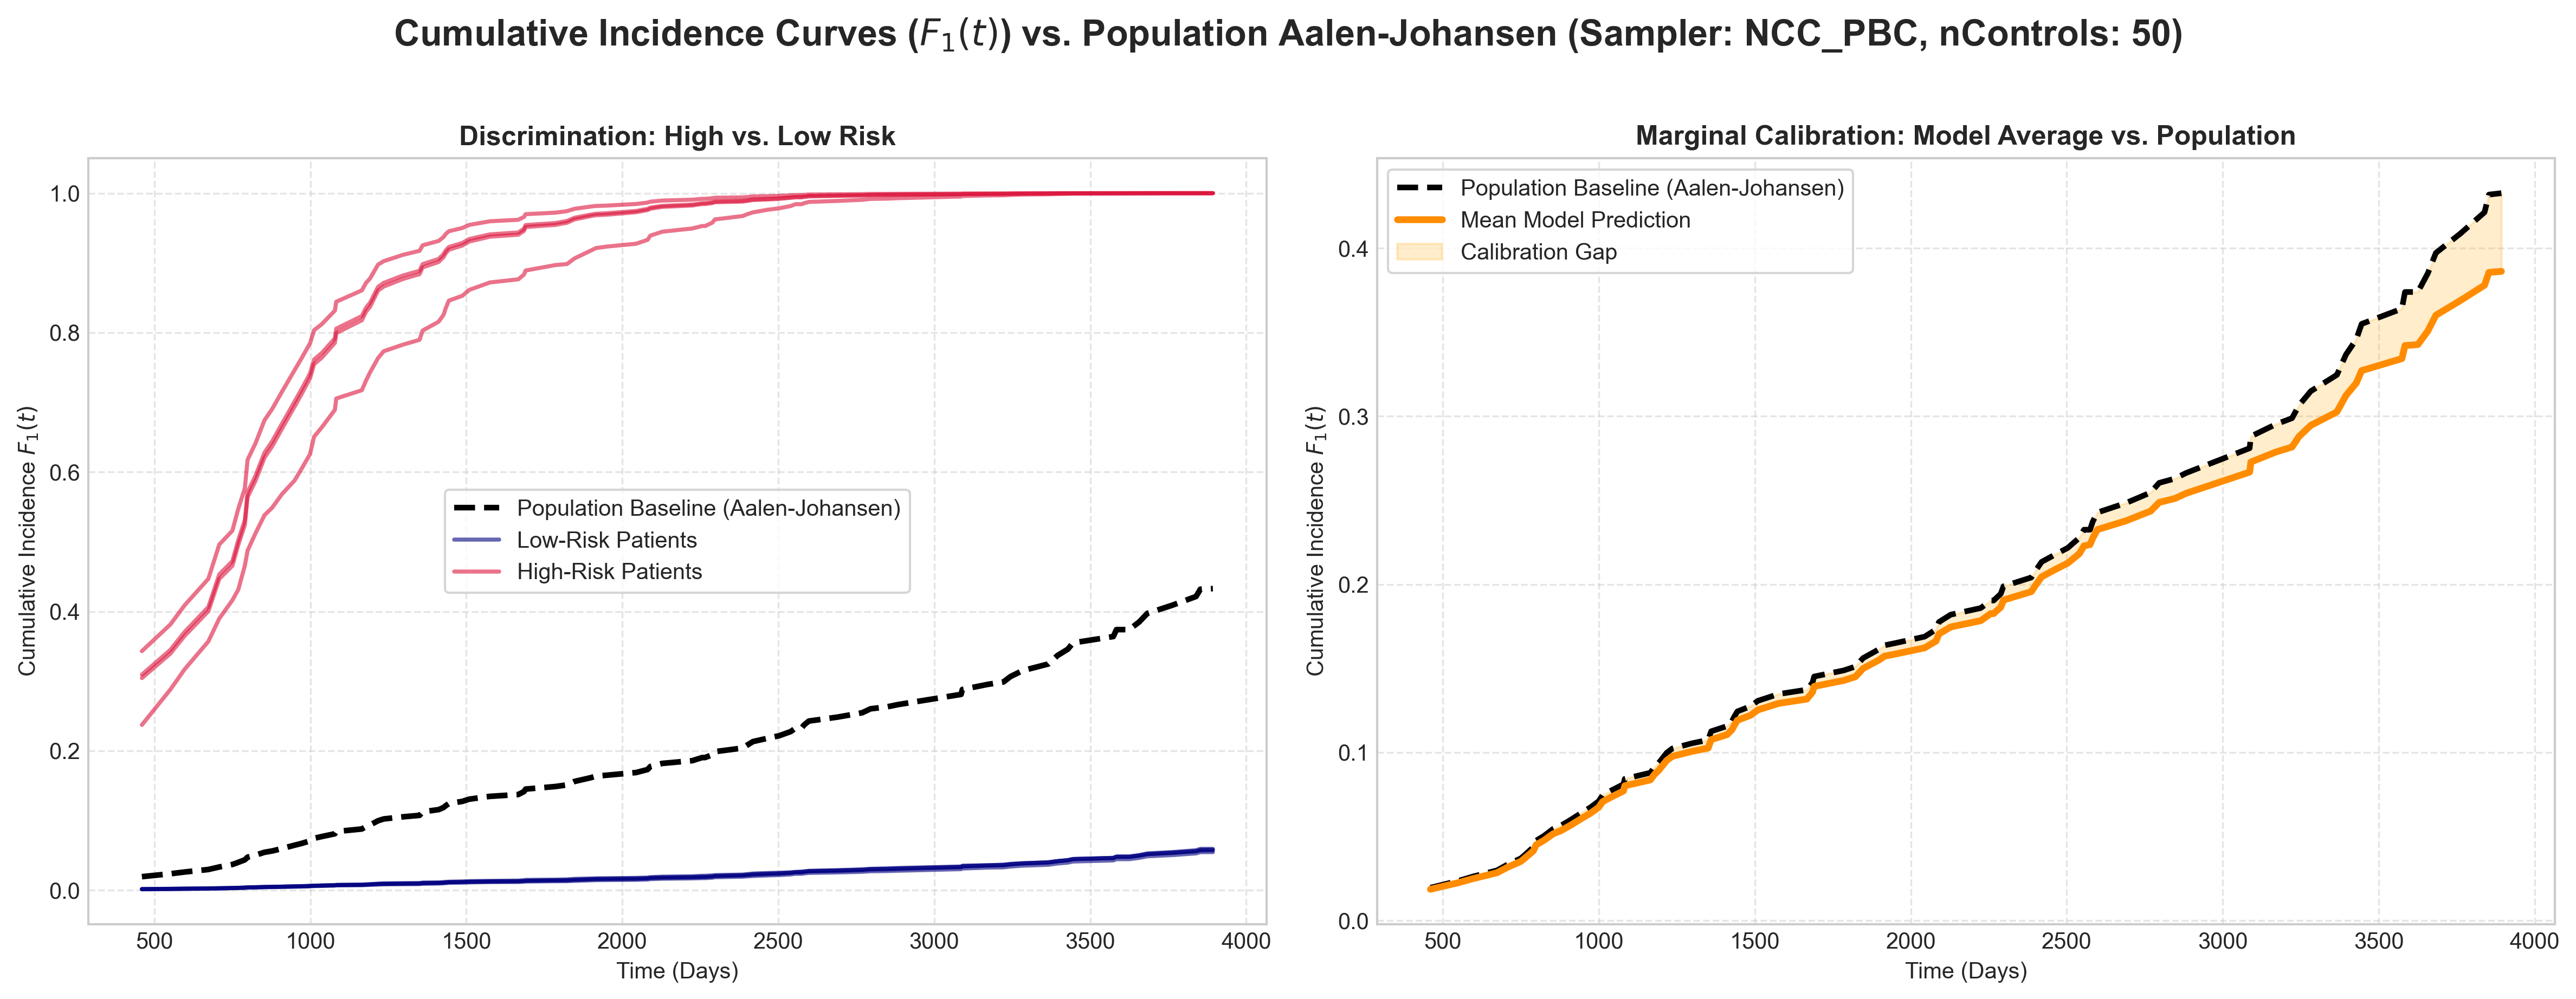 Cumulative Incidence Curves (F₁(t)) vs. Population Aalen-Johansen (Sampler: NCC_PBC, nControls: 50)
Discrimination: High vs. Low Risk
Cumulative Incidence F₁(t)
1.0
0.8
0.6
0.4
0.2
0.0
Population Baseline (Aalen-Johansen)
Low-Risk Patients
High-Risk Patients
500 1000 1500 2000 2500 3000 3500 4000
Time (Days)
Marginal Calibration: Model Average vs. Population
Cumulative Incidence F₁(t)
0.4
0.3
0.2
0.1
0.0
Population Baseline (Aalen-Johansen)
Mean Model Prediction
Calibration Gap
500 1000 1500 2000 2500 3000 3500 4000
Time (Days)